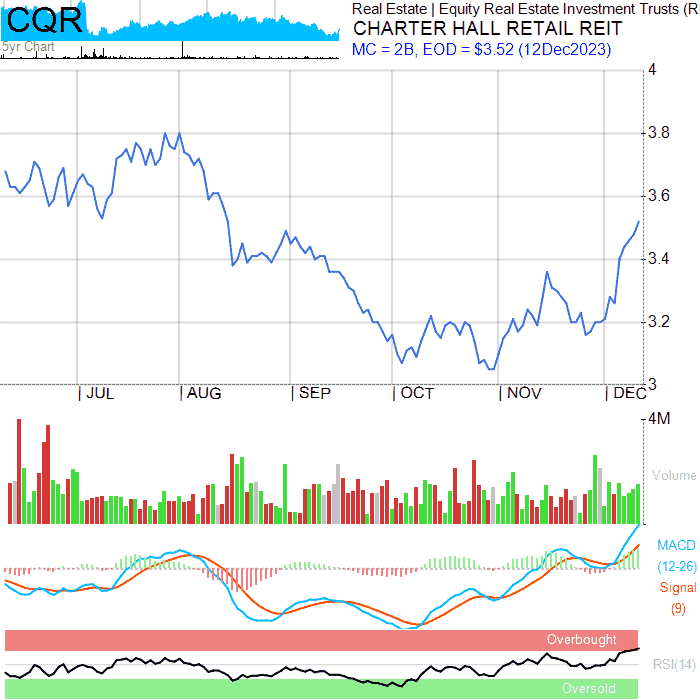 CQR
5yr Chart
Real Estate | Equity Real Estate Investment Trusts (R
CHARTER HALL RETAIL REIT
MC = 2B, EOD = $3.52 (12Dec2023)
4
3.8
3.6
3.4
3.2
3
|JUL |AUG |SEP |OCT |NOV |DEC
4M
Volume
MACD
(12-26)
Signal
(9)
Overbought
RSI(14)
Oversold